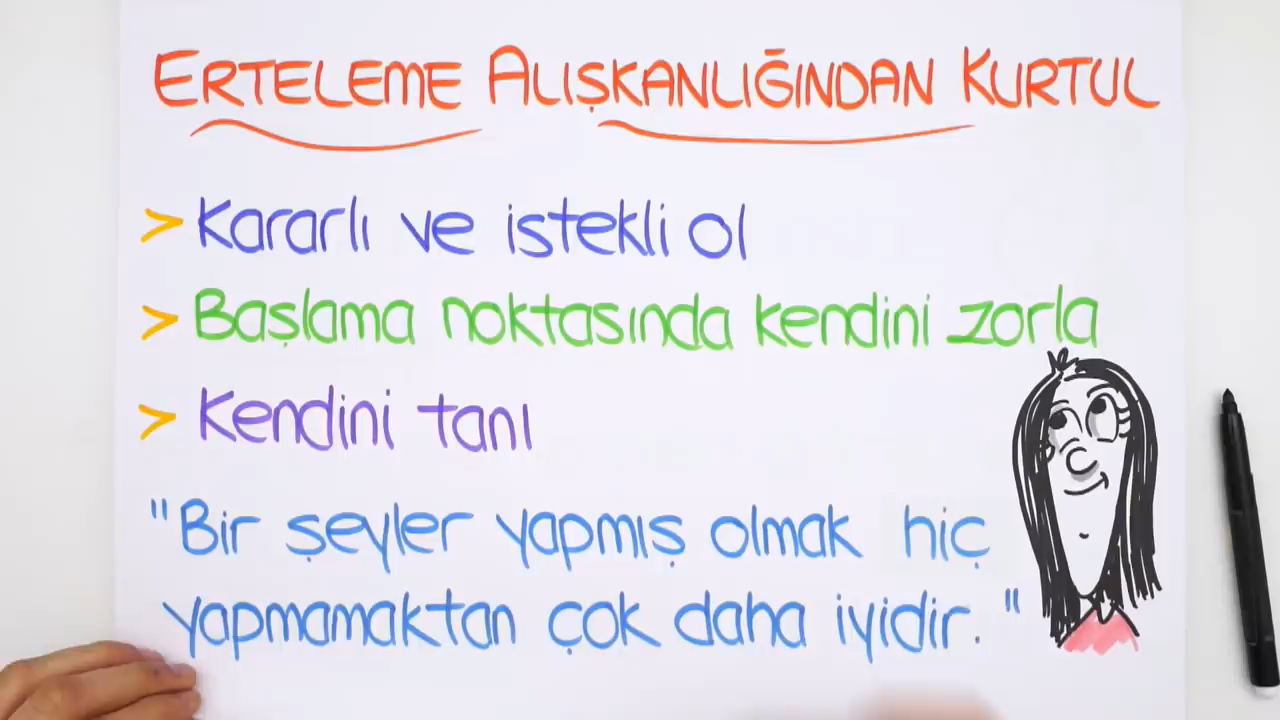 ERTELEME ALIŞKANLIĞINDAN KURTUL
> Kararlı ve istekli ol
> Başlama noktasında kendini zorla
> Kendini tanı
"Bir şeyler yapmış olmak hiç
yapmamaktan çok daha iyidir."